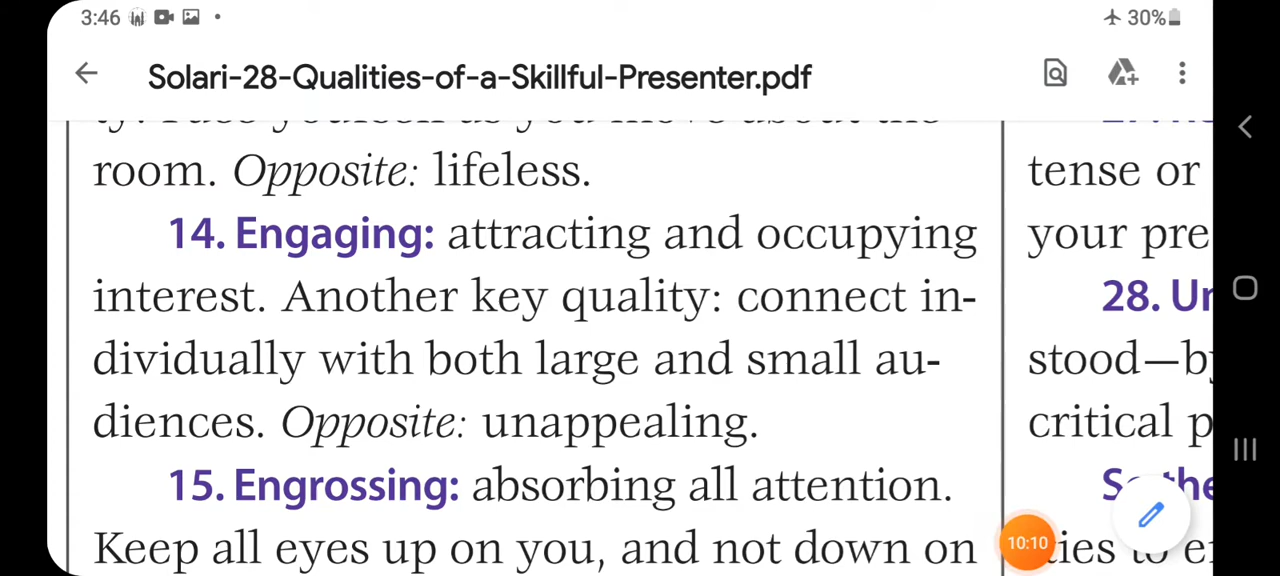 3:46
30%
Solari-28-Qualities-of-a-Skillful-Presenter.pdf
room. Opposite: lifeless.
14. Engaging: attracting and occupying
interest. Another key quality: connect in-
dividually with both large and small au-
diences. Opposite: unappealing.
15. Engrossing: absorbing all attention.
Keep all eyes up on you, and not down on
tense or
your pre
28. Un
stood—by
critical p
10:10